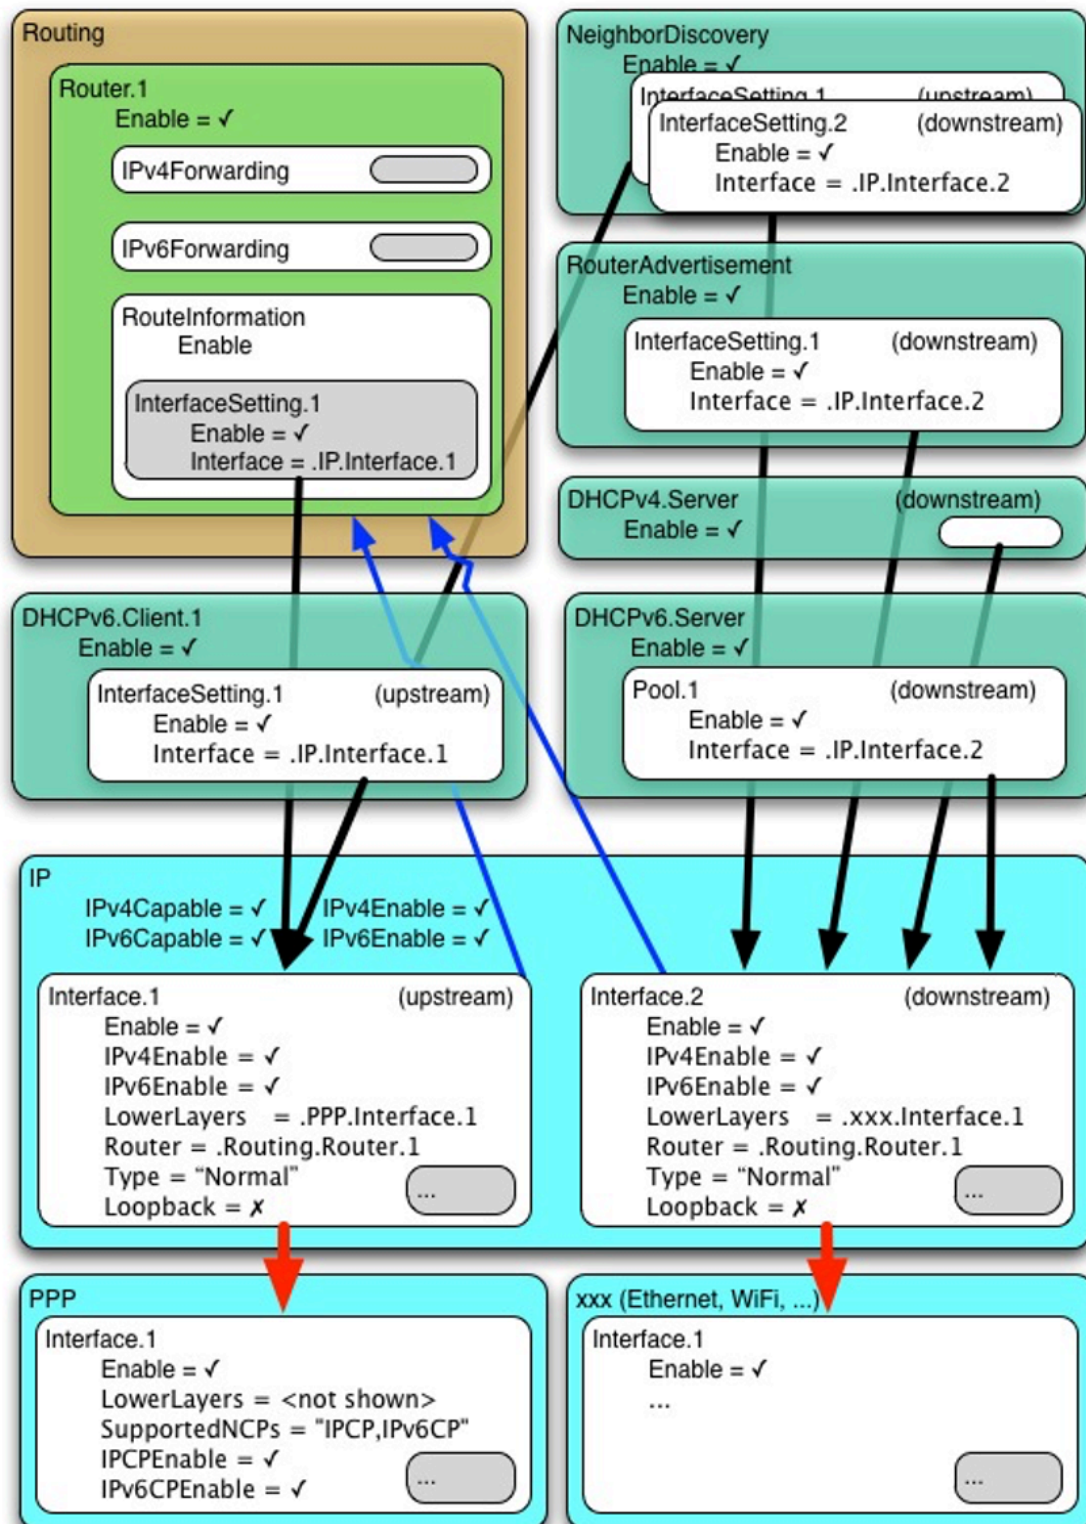 Routing
Router.1
Enable = ✓
IPv4Forwarding
IPv6Forwarding
RouteInformation
Enable
InterfaceSetting.1
Enable = ✓
Interface = .IP.Interface.1
NeighborDiscovery
Enable = ✓
InterfaceSetting.1 (upstream)
InterfaceSetting.2 (downstream)
Enable = ✓
Interface = .IP.Interface.2
RouterAdvertisement
Enable = ✓
InterfaceSetting.1 (downstream)
Enable = ✓
Interface = .IP.Interface.2
DHCPv4.Server (downstream)
Enable = ✓
DHCPv6.Client.1
Enable = ✓
InterfaceSetting.1 (upstream)
Enable = ✓
Interface = .IP.Interface.1
DHCPv6.Server
Enable = ✓
Pool.1 (downstream)
Enable = ✓
Interface = .IP.Interface.2
IP
IPv4Capable = ✓ IPv4Enable = ✓
IPv6Capable = ✓ IPv6Enable = ✓
Interface.1 (upstream)
Enable = ✓
IPv4Enable = ✓
IPv6Enable = ✓
LowerLayers = .PPP.Interface.1
Router = .Routing.Router.1
Type = “Normal”
Loopback = ✗
...
Interface.2 (downstream)
Enable = ✓
IPv4Enable = ✓
IPv6Enable = ✓
LowerLayers = .xxx.Interface.1
Router = .Routing.Router.1
Type = “Normal”
Loopback = ✗
...
PPP
Interface.1
Enable = ✓
LowerLayers = <not shown>
SupportedNCPs = "IPCP,IPv6CP"
IPCPEnable = ✓
IPv6CPEnable = ✓
...
xxx (Ethernet, WiFi, ...)
Interface.1
Enable = ✓
...
...